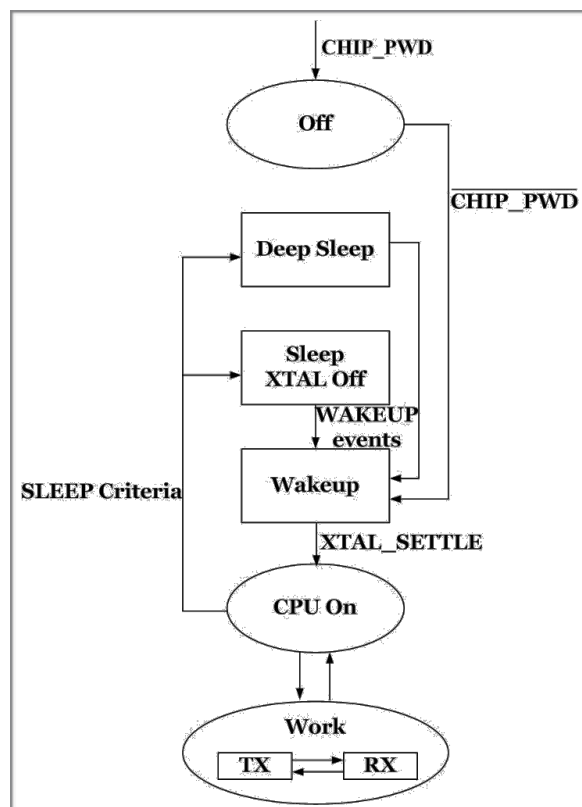 CHIP_PWD
Off
CHIP_PWD
Deep Sleep
Sleep
XTAL Off
WAKEUP
events
Wakeup
SLEEP Criteria
XTAL_SETTLE
CPU On
Work
TX
RX